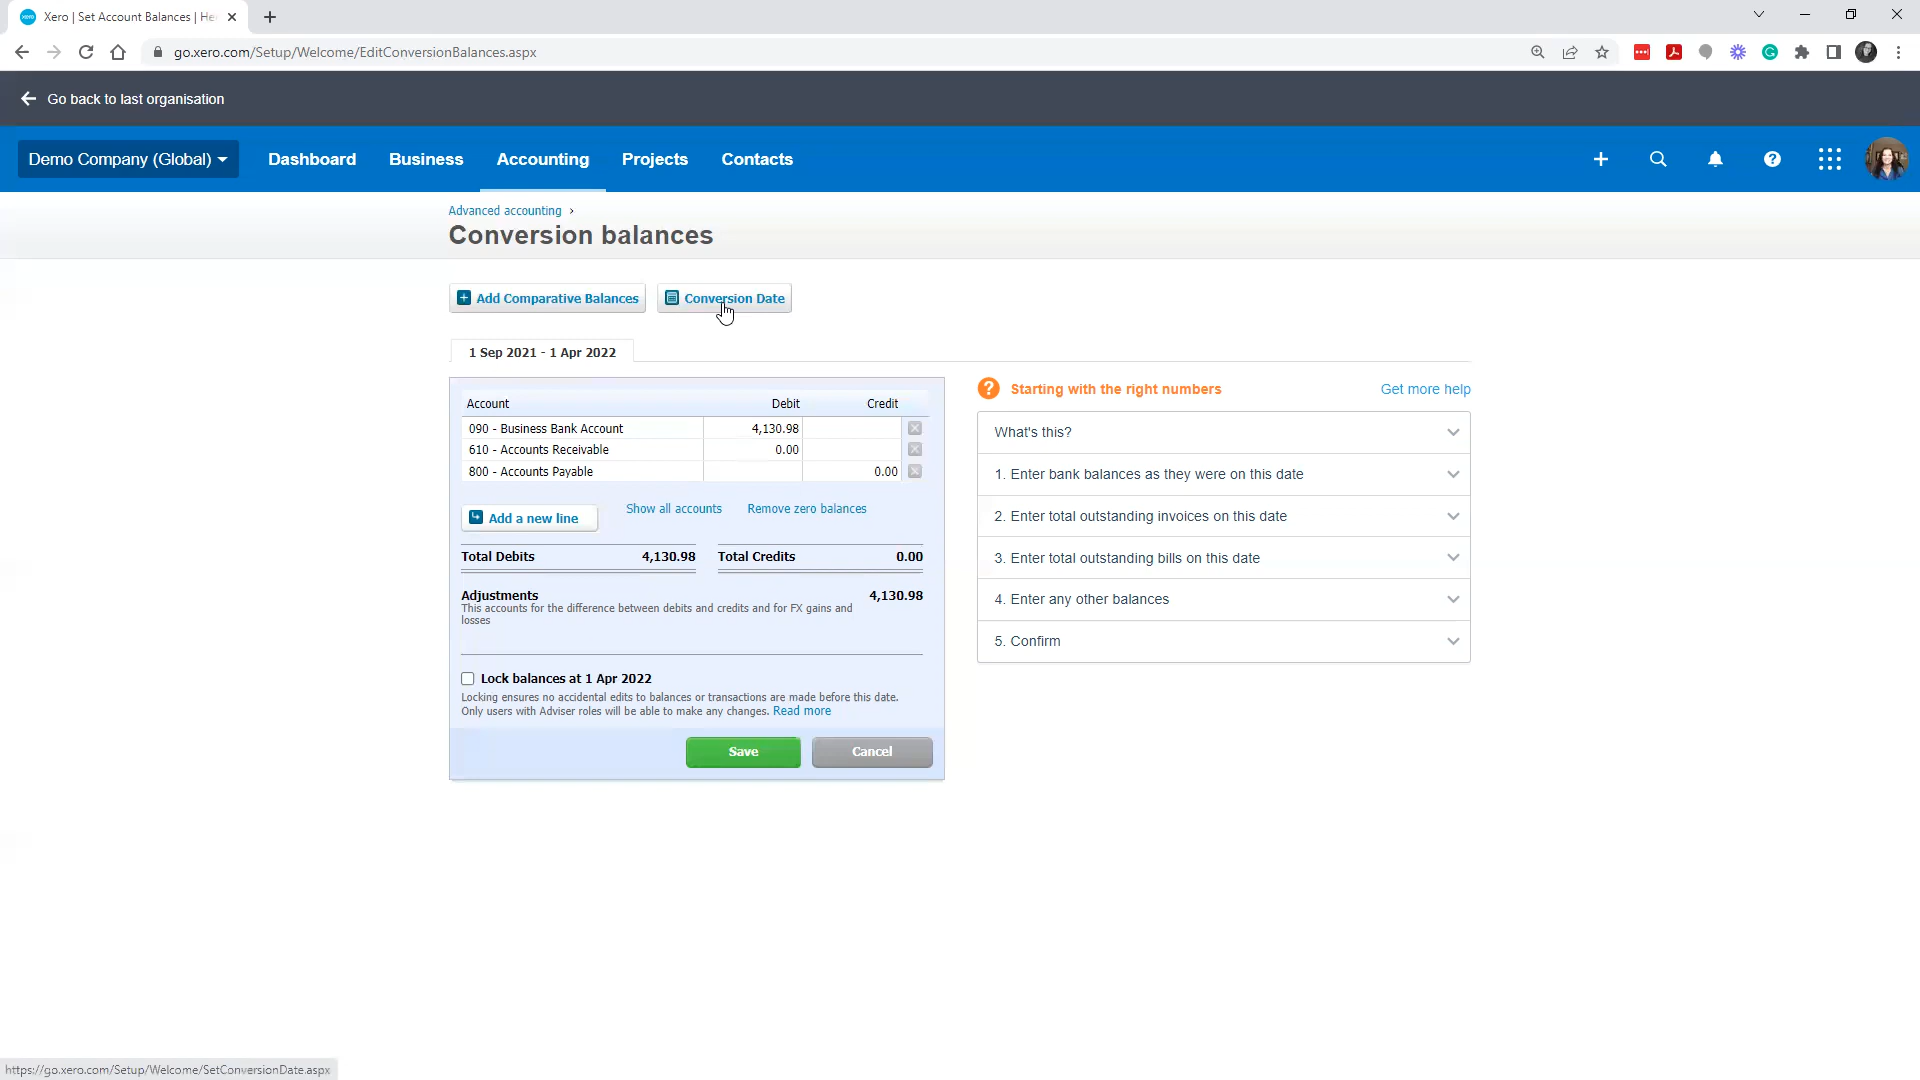 Xero | Set Account Balances | He
go.xero.com/Setup/Welcome/EditConversionBalances.aspx
Go back to last organisation
Demo Company (Global)
Dashboard
Business
Accounting
Projects
Contacts
Advanced accounting ›
Conversion balances
Add Comparative Balances
Conversion Date
1 Sep 2021 - 1 Apr 2022
Account Debit Credit
090 - Business Bank Account 4,130.98
610 - Accounts Receivable 0.00
800 - Accounts Payable 0.00
Add a new line
Show all accounts
Remove zero balances
Total Debits 4,130.98 Total Credits 0.00
Adjustments 4,130.98
This accounts for the difference between debits and credits and for FX gains and
losses
Lock balances at 1 Apr 2022
Locking ensures no accidental edits to balances or transactions are made before this date.
Only users with Adviser roles will be able to make any changes. Read more
Save
Cancel
Starting with the right numbers
Get more help
What's this?
1. Enter bank balances as they were on this date
2. Enter total outstanding invoices on this date
3. Enter total outstanding bills on this date
4. Enter any other balances
5. Confirm
https://go.xero.com/Setup/Welcome/SetConversionDate.aspx